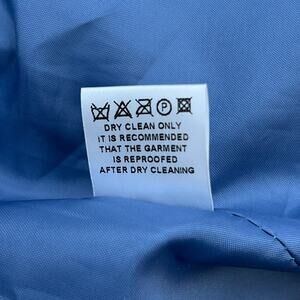 P
DRY CLEAN ONLY
IT IS RECOMMENDED
THAT THE GARMENT
IS REPROOFED
AFTER DRY CLEANING